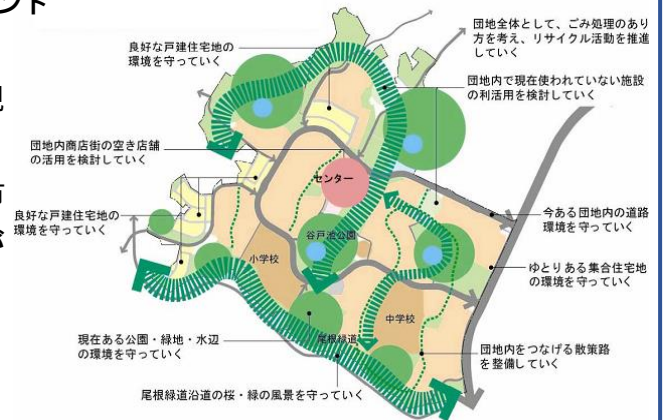 ント
団地全体として、ごみ処理のあり
方を考え、リサイクル活動を推進
していく
良好な戸建住宅地の
環境を守っていく
団地内で現在使われていない施設
の利活用を検討していく
団地内商店街の空き店舗
の活用を検討していく
センター
良好な戸建住宅地の
環境を守っていく
今ある団地内の道路
環境を守っていく
谷戸池公園
小学校
ゆとりある集合住宅地
の環境を守っていく
中学校
尾根緑道
現在ある公園・緑地・水辺
の環境を守っていく
団地内をつなげる散策路
を整備していく
尾根緑道沿道の桜・緑の風景を守っていく